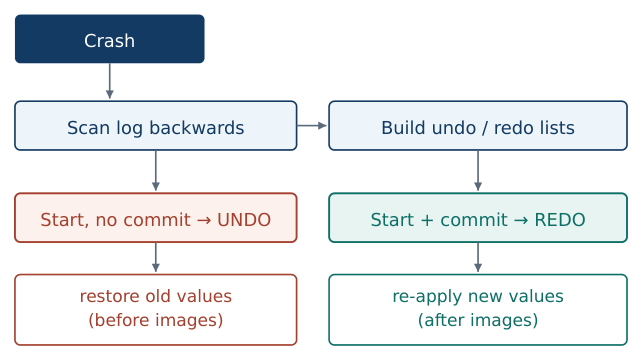 Crash
Scan log backwards
Build undo / redo lists
Start, no commit → UNDO
Start + commit → REDO
restore old values
(before images)
re-apply new values
(after images)